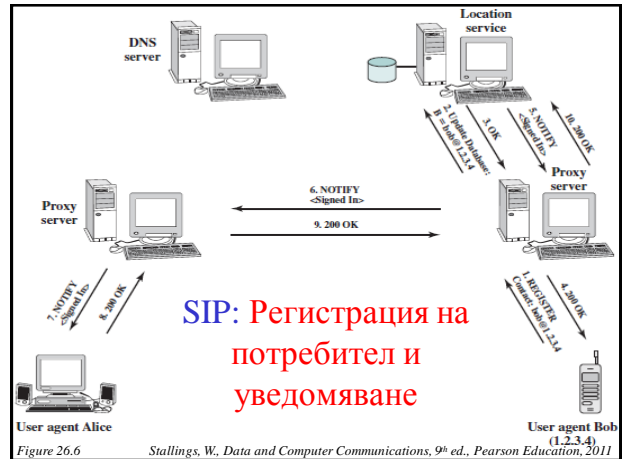 DNS
server
Location
service
2. Update Database:
B = bob@1.2.3.4
3. OK
5. NOTIFY
<Signed In>
10. 200 OK
Proxy
server
6. NOTIFY
<Signed In>
9. 200 OK
Proxy
server
7. NOTIFY
<Signed In>
8. 200 OK
1. REGISTER
Contact: bob@1.2.3.4
4. 200 OK
SIP: Регистрация на
потребител и
уведомяване
User agent Alice
User agent Bob
(1.2.3.4)
Figure 26.6 Stallings, W., Data and Computer Communications, 9th ed., Pearson Education, 2011